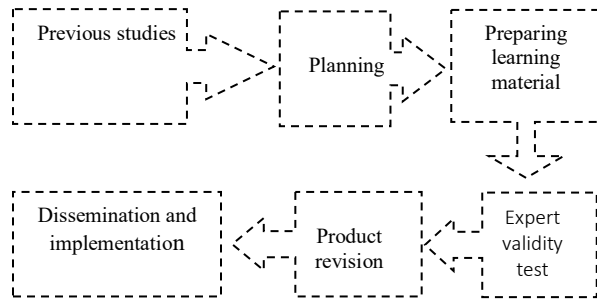 Previous studies
Planning
Preparing
learning
material
Expert
validity
test
Product
revision
Dissemination and
implementation